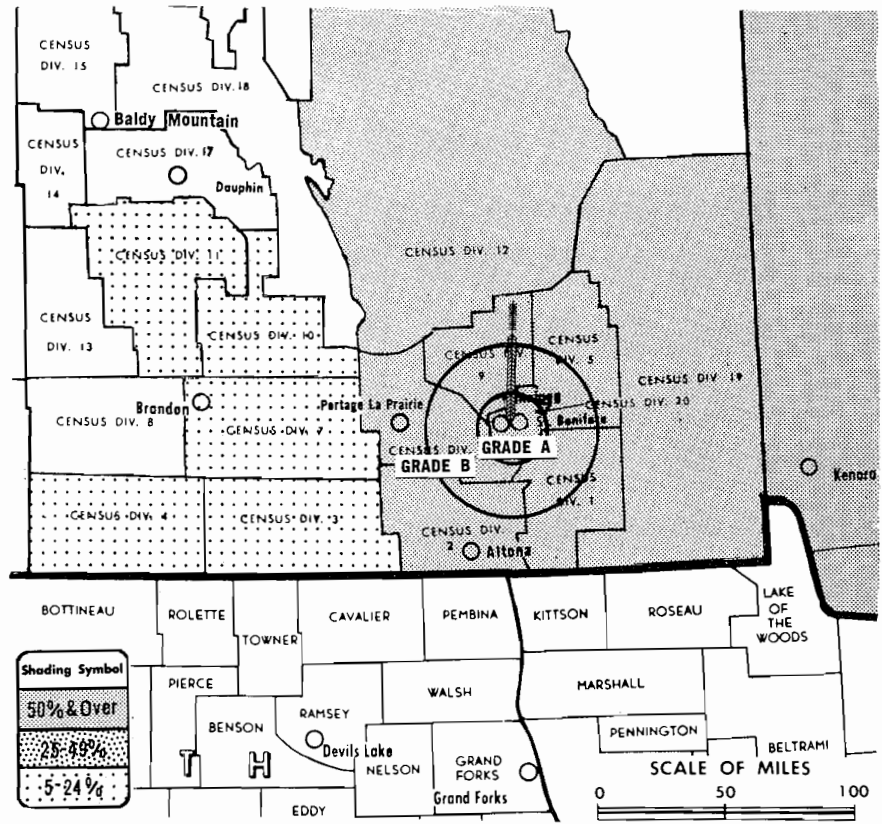 CENSUS
DIV. 15
CENSUS DIV. 18
Baldy Mountain
CENSUS
DIV.
14
CENSUS DIV. 17
Dauphin
CENSUS DIV. 11
CENSUS DIV. 12
CENSUS
DIV. 13
CENSUS DIV. 10
CENSUS DIV.
9
CENSUS
DIV. 5
CENSUS DIV. 19
CENSUS DIV. 20
Brandon
Portage La Prairie
St. Boniface
CENSUS DIV. 8
CENSUS DIV. 7
CENSUS DIV.
GRADE A
GRADE B
Kenora
CENSUS
DIV. 1
CENSUS DIV. 4
CENSUS DIV. 3
CENSUS DIV.
2
Altona
BOTTINEAU
ROLETTE
TOWNER
CAVALIER
PEMBINA
KITTSON
ROSEAU
LAKE
OF
THE
WOODS
Shading Symbol
50% & Over
25-49%
5-24%
PIERCE
BENSON
RAMSEY
WALSH
MARSHALL
PENNINGTON
BELTRAMI
T H
Devils Lake
NELSON
GRAND
FORKS
Grand Forks
EDDY
SCALE OF MILES
0 50 100